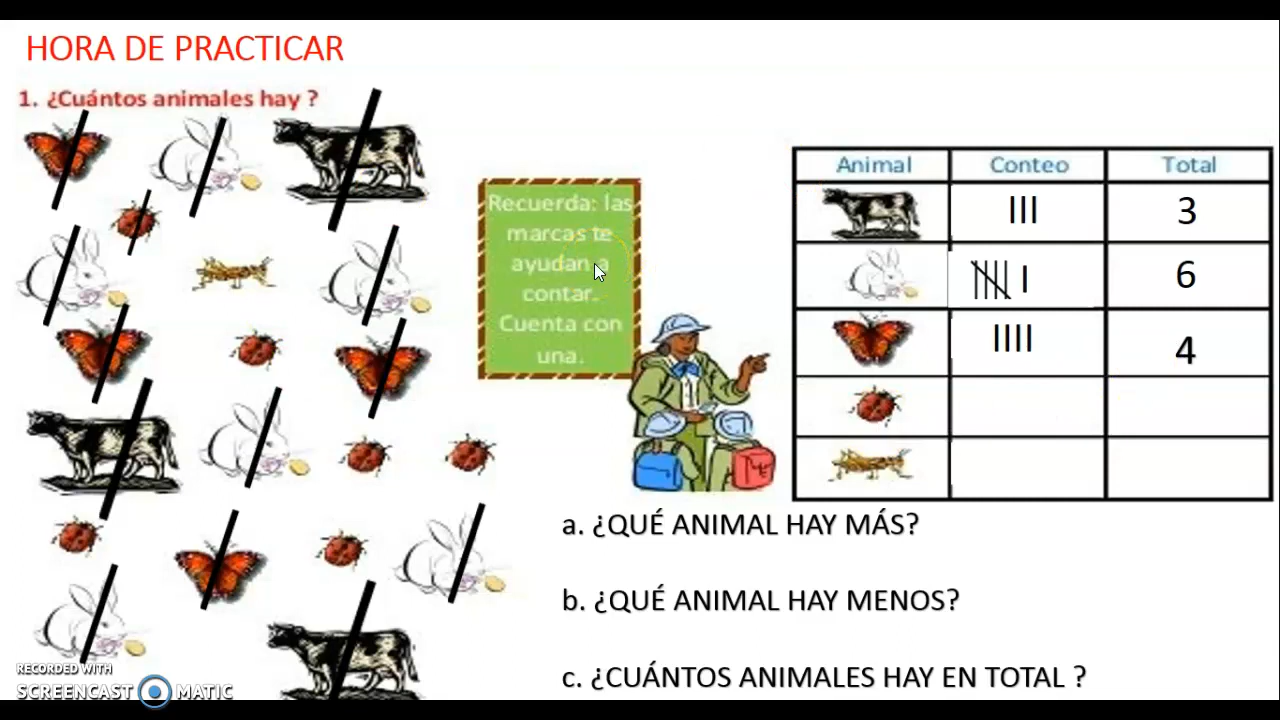 HORA DE PRACTICAR
1. ¿Cuántos animales hay ?
Recuerda: las
marcas te
ayudan a
contar.
Cuenta con
una.
Animal Conteo Total
III 3
IIII I 6
IIII 4
a. ¿QUÉ ANIMAL HAY MÁS?
b. ¿QUÉ ANIMAL HAY MENOS?
c. ¿CUÁNTOS ANIMALES HAY EN TOTAL ?
RECORDED WITH
SCREENCAST MATIC